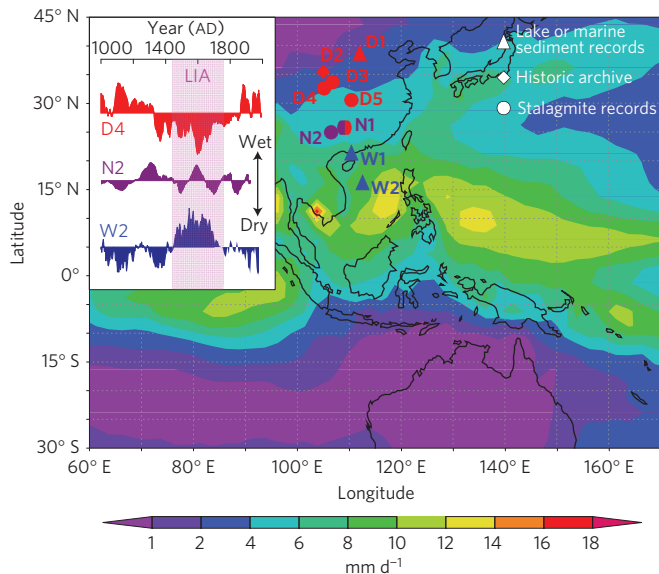 Year (AD)
1000 1400 1800
LIA
D4
N2
W2
Wet
Dry
D1
D2
D3
D4
D5
N2
N1
W1
W2
Lake or marine
sediment records
Historic archive
Stalagmite records
45° N
30° N
15° N
0°
15° S
30° S
Latitude
60° E 80° E 100° E 120° E 140° E 160° E
Longitude
1 2 4 6 8 10 12 14 16 18
mm d⁻¹